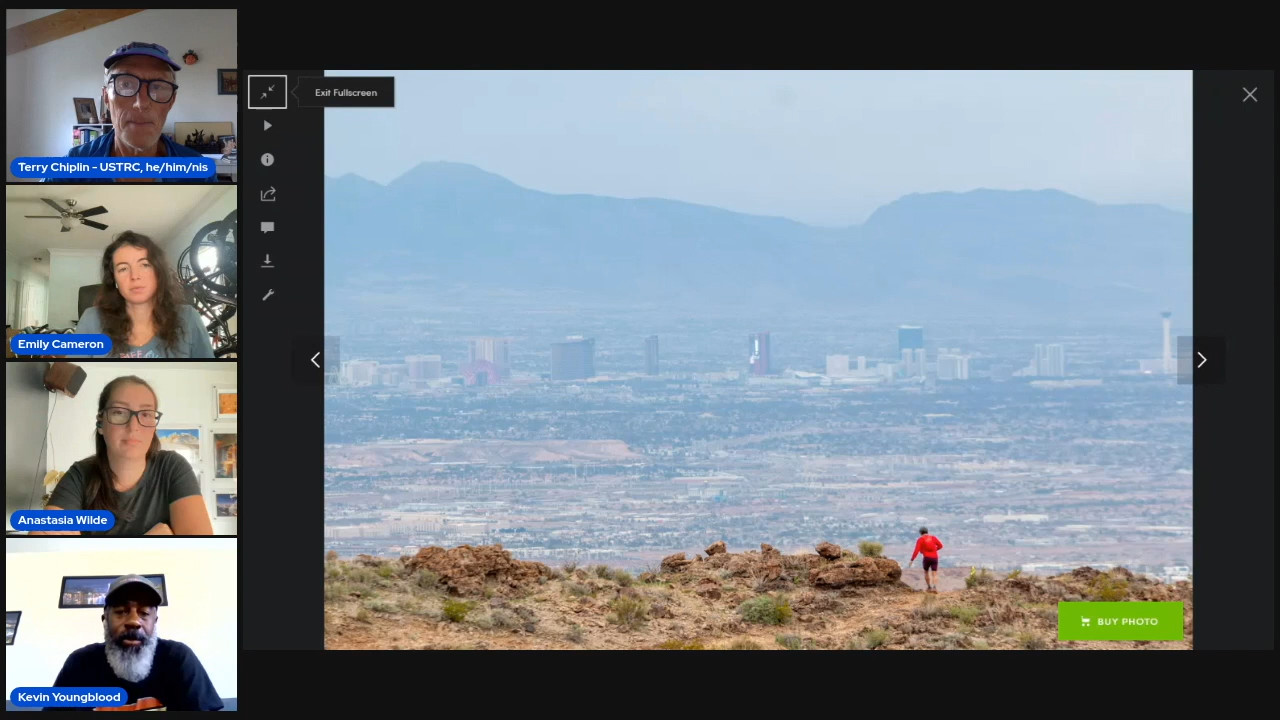 Terry Chiplin - USTRC, he/him/his
Emily Cameron
Anastasia Wilde
Kevin Youngblood
Exit Fullscreen
BUY PHOTO